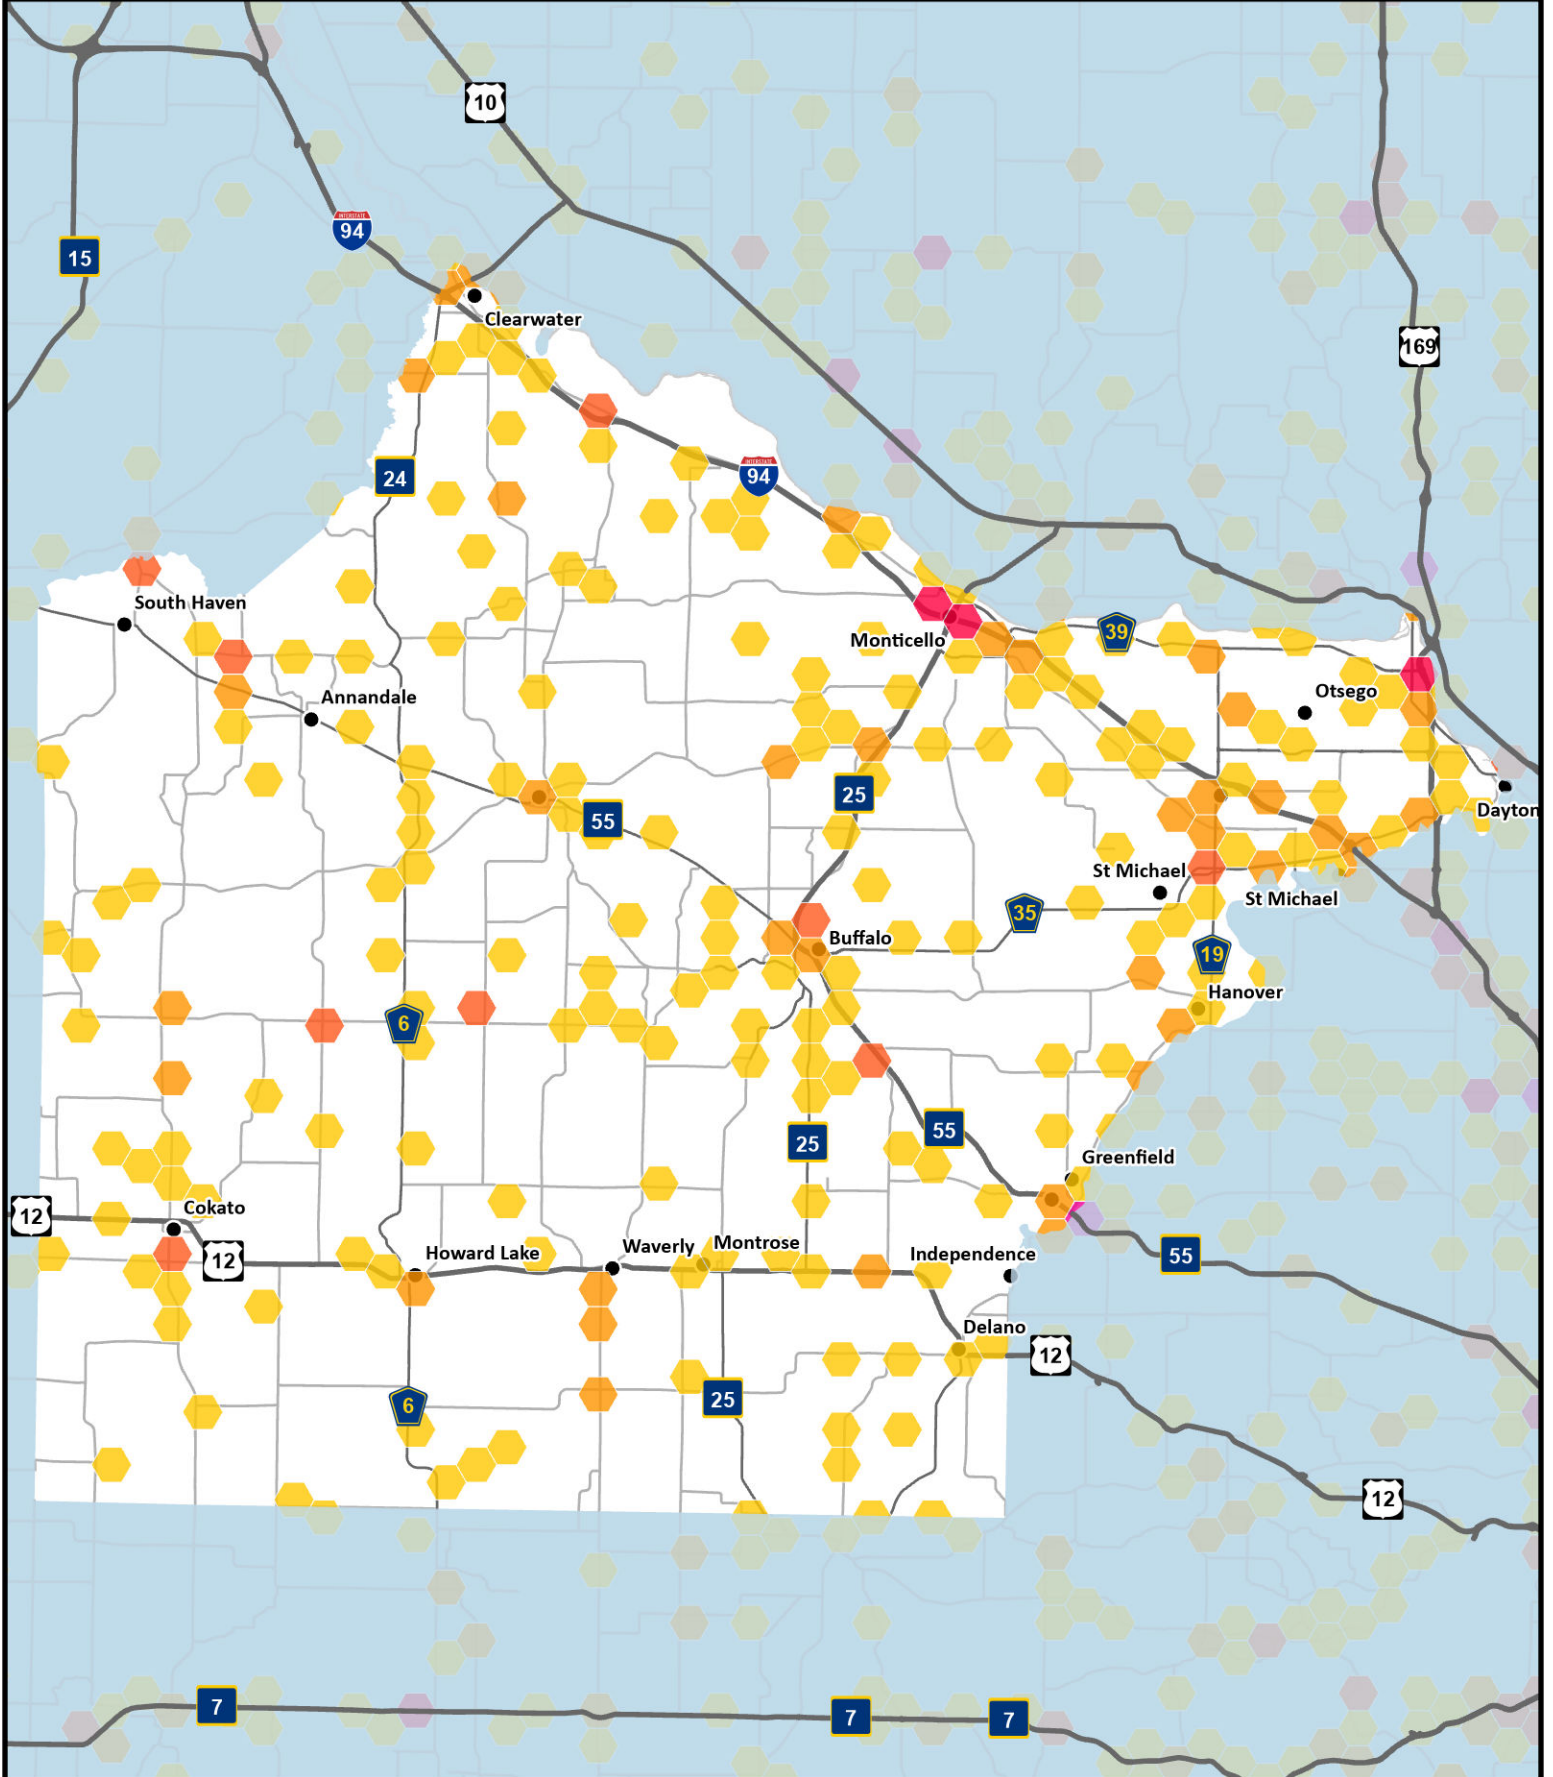 10
INTERSTATE
94
15
Clearwater
169
INTERSTATE
94
24
South Haven
39
Monticello
Otsego
Annandale
25
Dayton
55
St Michael
St Michael
35
Buffalo
19
Hanover
6
55
25
Greenfield
Cokato
12
12
Howard Lake
Waverly
Montrose
Independence
55
Delano
12
25
6
12
7
7
7